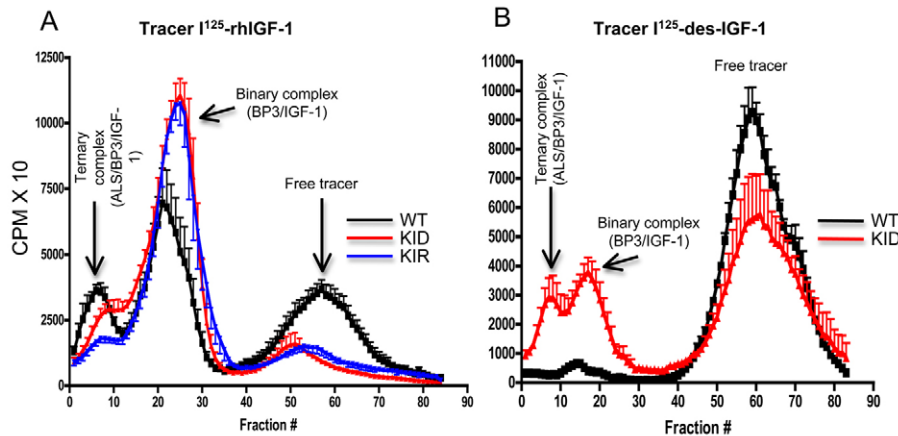 A
Tracer I¹²⁵-rhIGF-1
12500
10000
7500
5000
2500
0
CPM X 10
0 10 20 30 40 50 60 70 80 90
Fraction #
Ternary
complex
(ALS/BP3/IGF-
1)
Binary complex
(BP3/IGF-1)
Free tracer
WT
KID
KIR
B
Tracer I¹²⁵-des-IGF-1
11000
10000
9000
8000
7000
6000
5000
4000
3000
2000
1000
0
0 10 20 30 40 50 60 70 80 90
Fraction #
Ternary complex
(ALS/BP3/IGF-1)
Binary complex
(BP3/IGF-1)
Free tracer
WT
KID